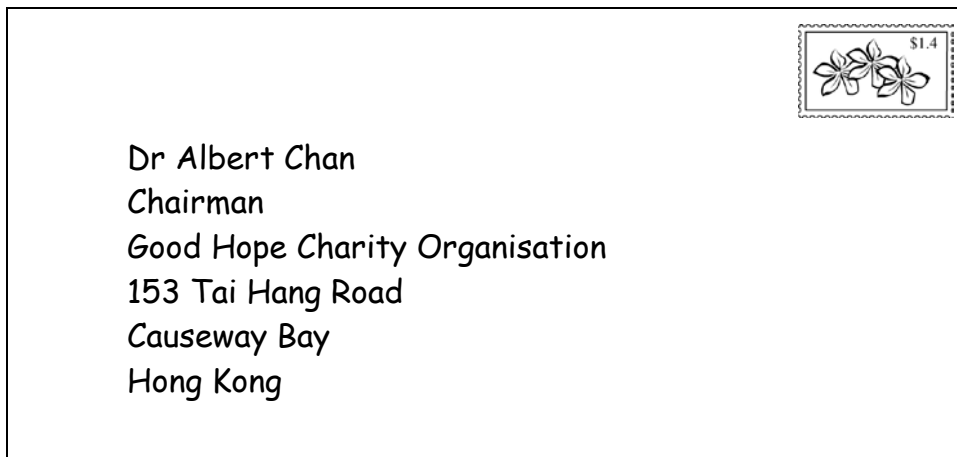 $1.4
Dr Albert Chan
Chairman
Good Hope Charity Organisation
153 Tai Hang Road
Causeway Bay
Hong Kong